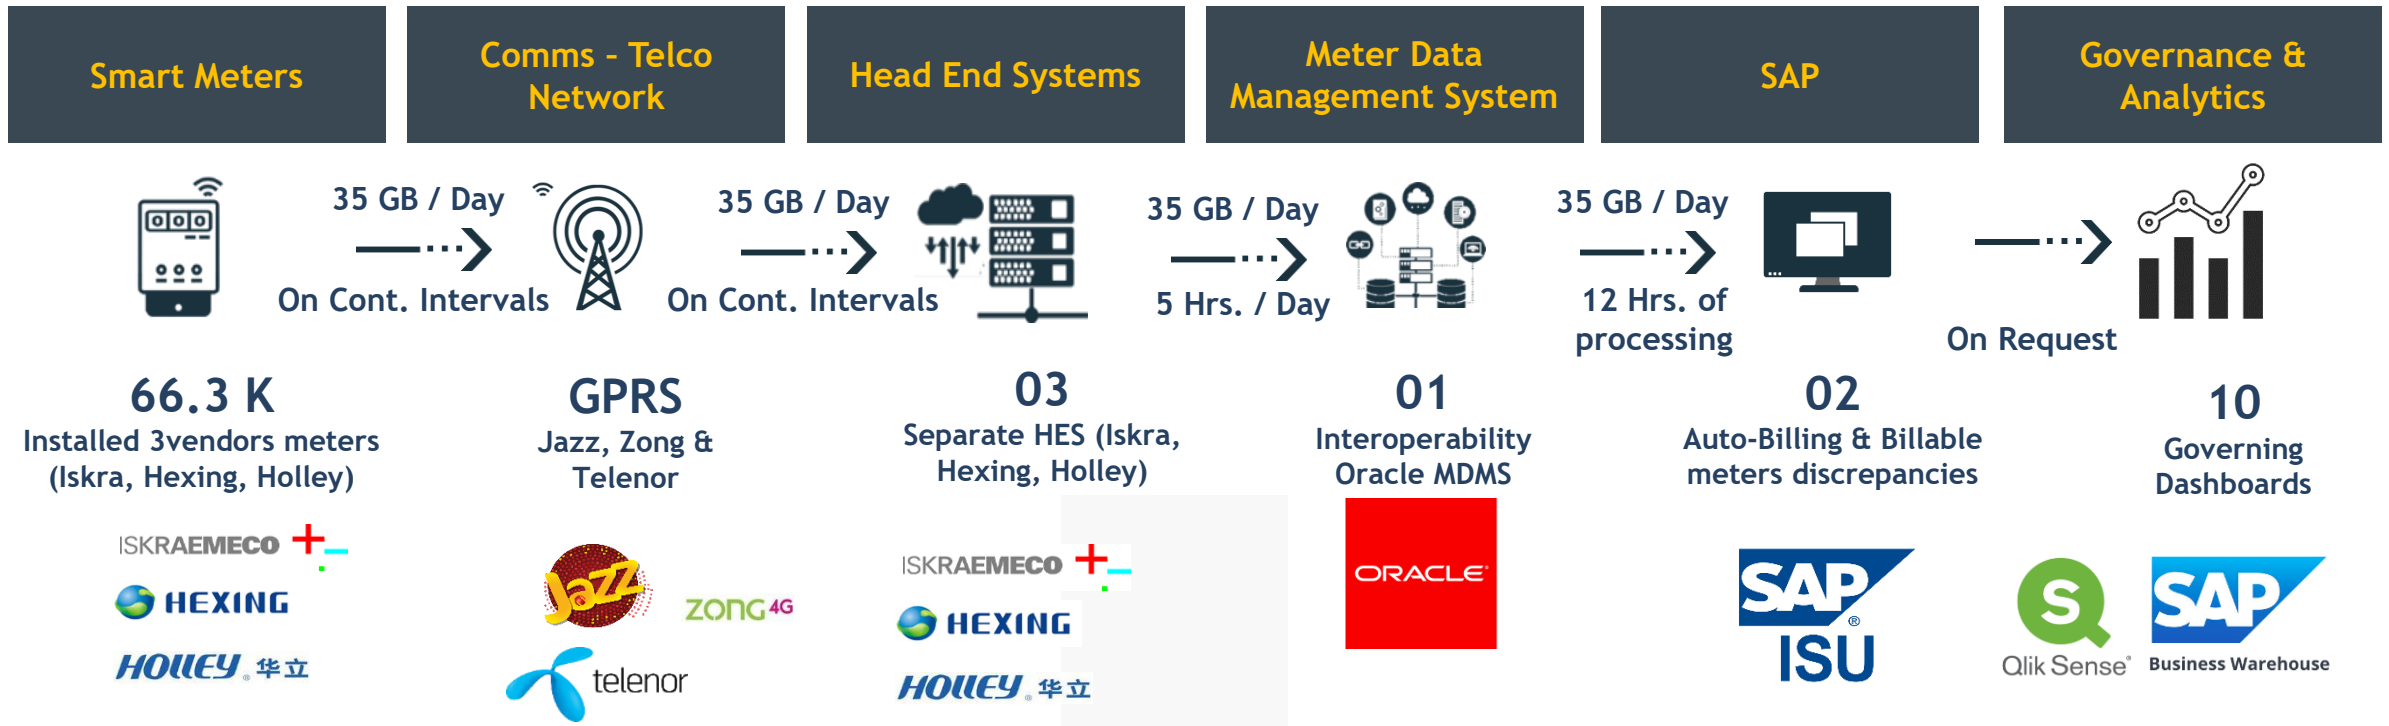 Smart Meters
Comms – Telco
Network
Head End Systems
Meter Data
Management System
SAP
Governance &
Analytics
35 GB / Day
On Cont. Intervals
35 GB / Day
On Cont. Intervals
35 GB / Day
5 Hrs. / Day
35 GB / Day
12 Hrs. of
processing
On Request
66.3 K
Installed 3vendors meters
(Iskra, Hexing, Holley)
GPRS
Jazz, Zong &
Telenor
03
Separate HES (Iskra,
Hexing, Holley)
01
Interoperability
Oracle MDMS
02
Auto-Billing & Billable
meters discrepancies
10
Governing
Dashboards
ISKRAEMECO
HEXING
HOLLEY® 华立
Jazz
ZONG 4G
telenor
ISKRAEMECO
HEXING
HOLLEY® 华立
ORACLE®
SAP®
ISU
S
Qlik Sense®
SAP
Business Warehouse